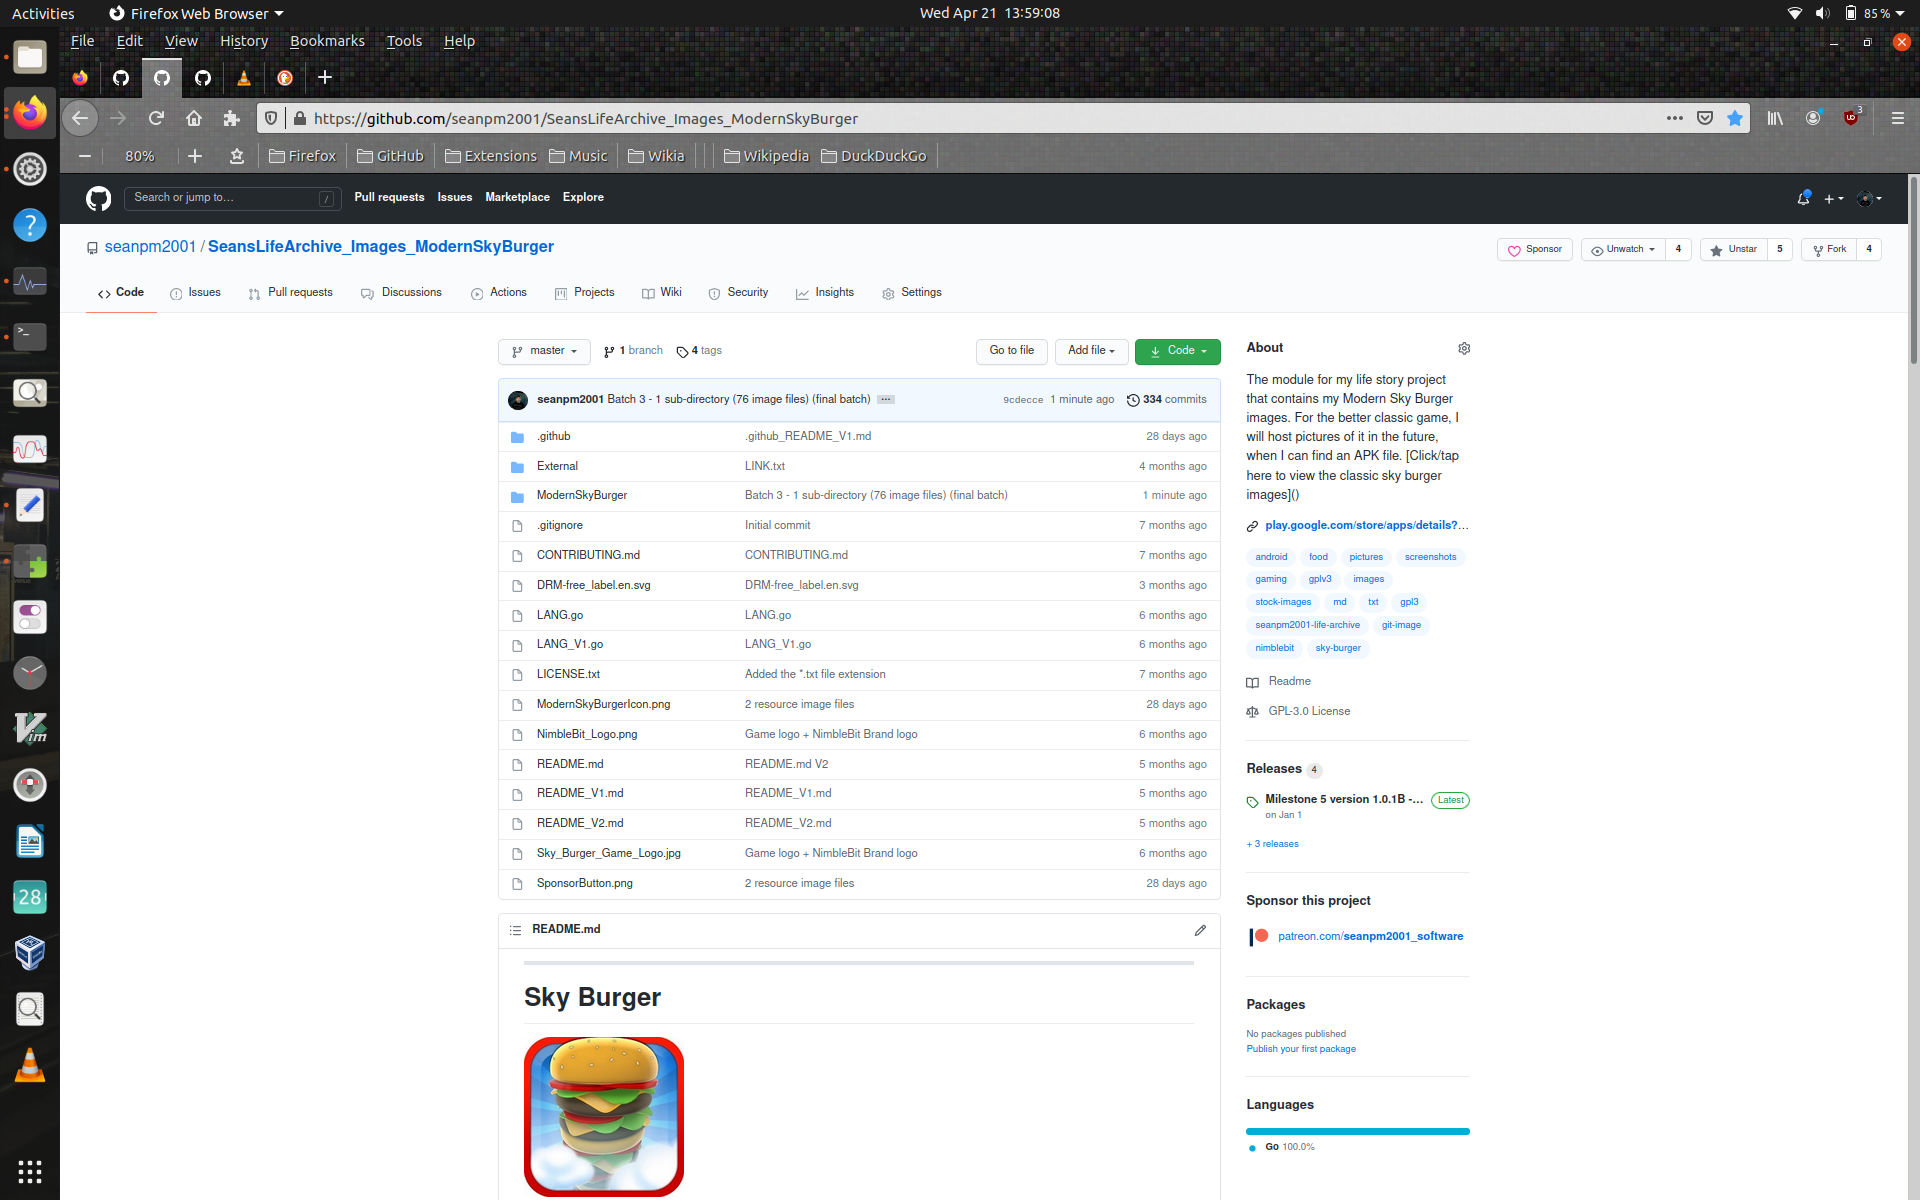 Activities Firefox Web Browser Wed Apr 21 13:59:08 85 %
File Edit View History Bookmarks Tools Help
https://github.com/seanpm2001/SeansLifeArchive_Images_ModernSkyBurger 3
80% Firefox GitHub Extensions Music Wikia Wikipedia DuckDuckGo
Search or jump to… / Pull requests Issues Marketplace Explore
seanpm2001 / SeansLifeArchive_Images_ModernSkyBurger
Sponsor Unwatch 4 Unstar 5 Fork 4
Code Issues Pull requests Discussions Actions Projects Wiki Security Insights Settings
master 1 branch 4 tags Go to file Add file Code
seanpm2001 Batch 3 - 1 sub-directory (76 image files) (final batch) ... 9cdecce 1 minute ago 334 commits
.github .github_README_V1.md 28 days ago
External LINK.txt 4 months ago
ModernSkyBurger Batch 3 - 1 sub-directory (76 image files) (final batch) 1 minute ago
.gitignore Initial commit 7 months ago
CONTRIBUTING.md CONTRIBUTING.md 7 months ago
DRM-free_label.en.svg DRM-free_label.en.svg 3 months ago
LANG.go LANG.go 6 months ago
LANG_V1.go LANG_V1.go 6 months ago
LICENSE.txt Added the *.txt file extension 7 months ago
ModernSkyBurgerIcon.png 2 resource image files 28 days ago
NimbleBit_Logo.png Game logo + NimbleBit Brand logo 6 months ago
README.md README.md V2 5 months ago
README_V1.md README_V1.md 5 months ago
README_V2.md README_V2.md 5 months ago
Sky_Burger_Game_Logo.jpg Game logo + NimbleBit Brand logo 6 months ago
SponsorButton.png 2 resource image files 28 days ago
README.md
Sky Burger
About
The module for my life story project
that contains my Modern Sky Burger
images. For the better classic game, I
will host pictures of it in the future,
when I can find an APK file. [Click/tap
here to view the classic sky burger
images]()
play.google.com/store/apps/details?…
android food pictures screenshots
gaming gplv3 images
stock-images md txt gpl3
seanpm2001-life-archive git-image
nimblebit sky-burger
Readme
GPL-3.0 License
Releases 4
Milestone 5 version 1.0.1B -… Latest
on Jan 1
+ 3 releases
Sponsor this project
patreon.com/seanpm2001_software
Packages
No packages published
Publish your first package
Languages
Go 100.0%
28